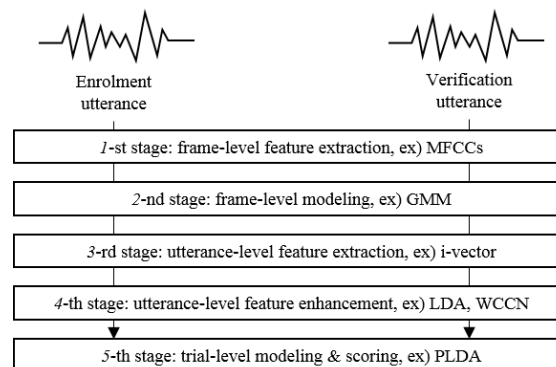 Enrolment
utterance
Verification
utterance
1-st stage: frame-level feature extraction, ex) MFCCs
2-nd stage: frame-level modeling, ex) GMM
3-rd stage: utterance-level feature extraction, ex) i-vector
4-th stage: utterance-level feature enhancement, ex) LDA, WCCN
5-th stage: trial-level modeling & scoring, ex) PLDA